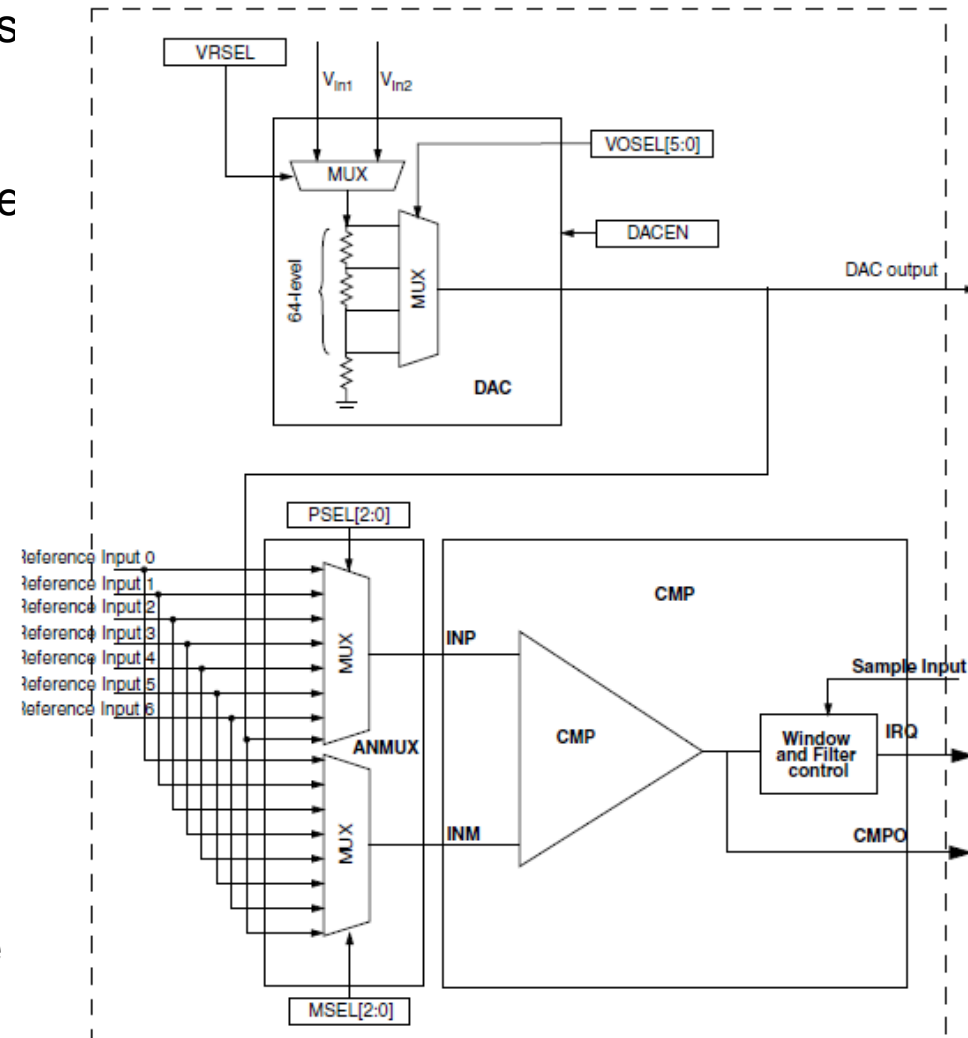 s
e
VRSEL
Vin1 Vin2
MUX
VOSEL[5:0]
DACEN
64-level
MUX
DAC output
DAC
PSEL[2:0]
Reference Input 0
Reference Input 1
Reference Input 2
Reference Input 3
Reference Input 4
Reference Input 5
Reference Input 6
MUX
ANMUX
MUX
MSEL[2:0]
INP
INM
CMP
CMP
Sample Input
Window
and Filter
control
IRQ
CMPO